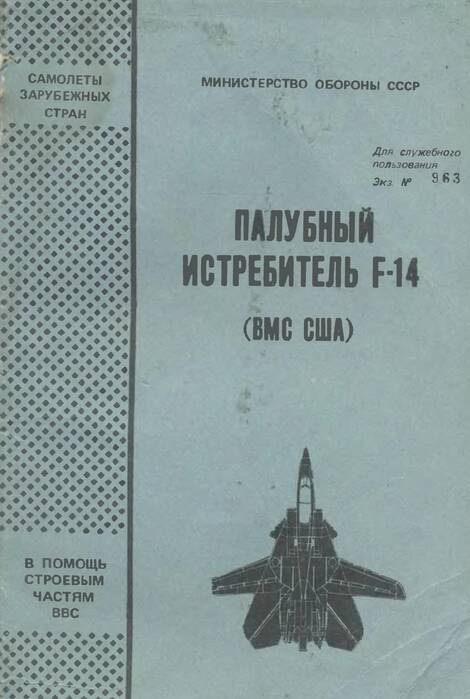 САМОЛЕТЫ
ЗАРУБЕЖНЫХ
СТРАН
МИНИСТЕРСТВО ОБОРОНЫ СССР
Для служебного
пользования
Экз. № 963
ПАЛУБНЫЙ
ИСТРЕБИТЕЛЬ F-14
(ВМС США)
В ПОМОЩЬ
СТРОЕВЫМ
ЧАСТЯМ
ВВС